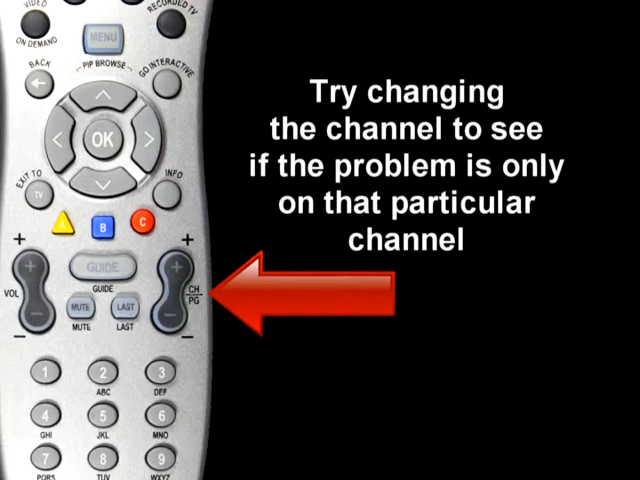 VIDEO
ON DEMAND
RECORDED TV
MENU
PIP BROWSE
BACK
GO INTERACTIVE
OK
EXIT TO
TV
INFO
A
B
C
+
+
+
+
VOL
GUIDE
GUIDE
CH
PG
MUTE
LAST
MUTE
LAST
1
2
3
ABC
DEF
4
5
6
GHI
JKL
MNO
7
8
9
PQRS
TUV
WXYZ
Try changing
the channel to see
if the problem is only
on that particular
channel